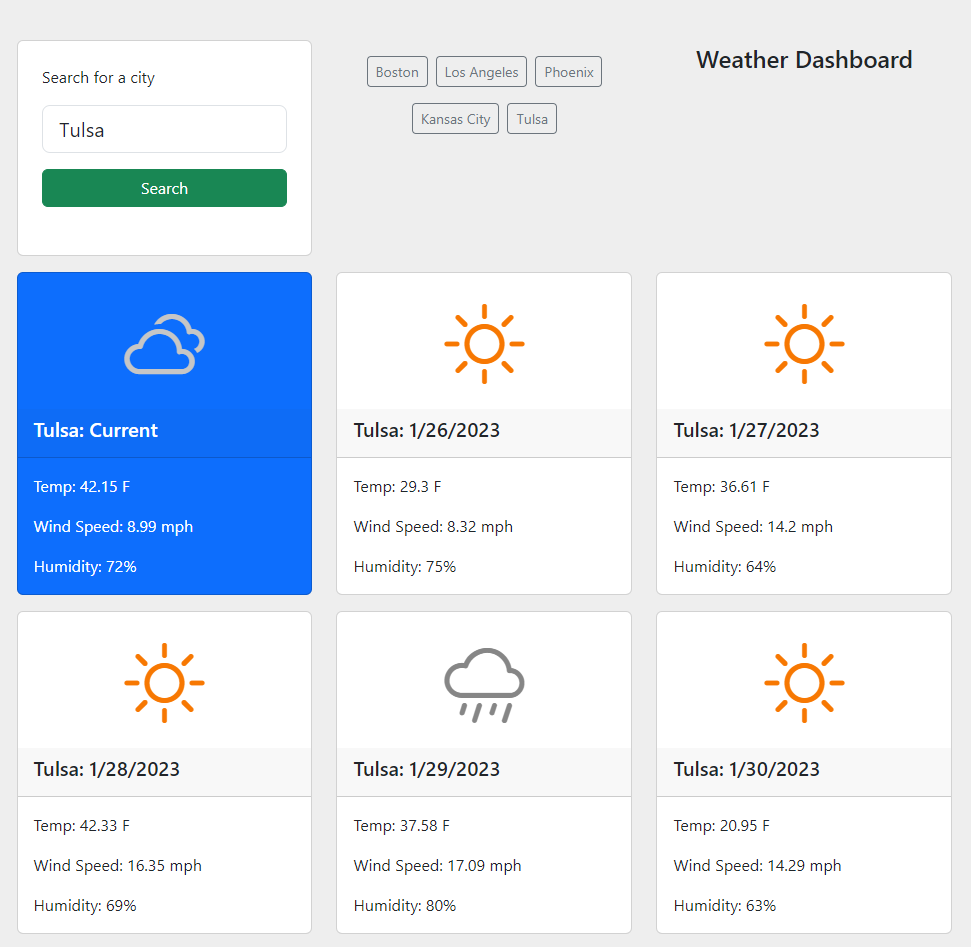 Search for a city
Tulsa
Search
Boston
Los Angeles
Phoenix
Kansas City
Tulsa
Weather Dashboard
Tulsa: Current
Temp: 42.15 F
Wind Speed: 8.99 mph
Humidity: 72%
Tulsa: 1/26/2023
Temp: 29.3 F
Wind Speed: 8.32 mph
Humidity: 75%
Tulsa: 1/27/2023
Temp: 36.61 F
Wind Speed: 14.2 mph
Humidity: 64%
Tulsa: 1/28/2023
Temp: 42.33 F
Wind Speed: 16.35 mph
Humidity: 69%
Tulsa: 1/29/2023
Temp: 37.58 F
Wind Speed: 17.09 mph
Humidity: 80%
Tulsa: 1/30/2023
Temp: 20.95 F
Wind Speed: 14.29 mph
Humidity: 63%